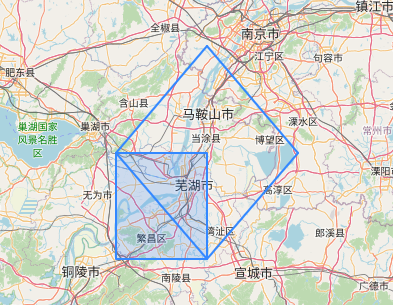 镇江市
全椒县
南京市
江宁区
句容市
肥东县
含山县
马鞍山市
溧水区
巢湖国家
风景名胜
区
巢湖市
当涂县
博望区
常州市
溧阳市
芜湖市
无为市
高淳区
湾沚区
郎溪县
繁昌区
铜陵市
南陵县
宣城市
广德市